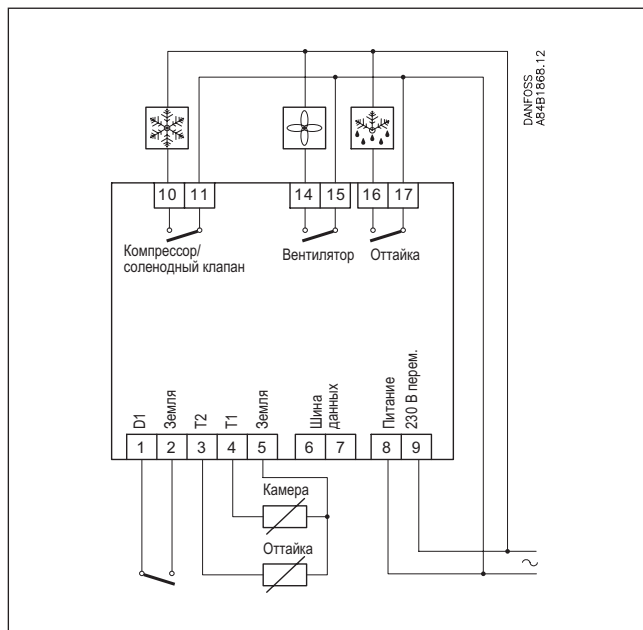 DANFOSS
A84B1868.12
10 11 14 15 16 17
Компрессор/
соленодный клапан
Вентилятор
Оттайка
D1
Земля
T2
T1
Земля
Шина
данных
Питание
230 В перем.
1 2 3 4 5 6 7 8 9
Камера
Оттайка
~